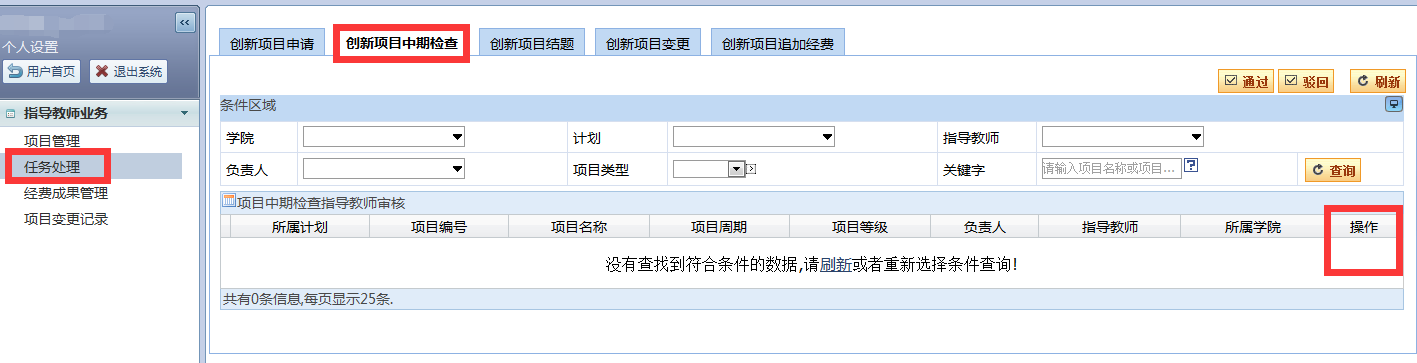 个人设置
用户首页 退出系统
指导教师业务
项目管理
任务处理
经费成果管理
项目变更记录
创新项目申请 创新项目中期检查 创新项目结题 创新项目变更 创新项目追加经费
通过 驳回 刷新
条件区域
学院 计划 指导教师
负责人 项目类型 关键字 请输入项目名称或项目... ? 查询
项目中期检查指导教师审核
所属计划 项目编号 项目名称 项目周期 项目等级 负责人 指导教师 所属学院 操作
没有查找到符合条件的数据,请刷新或者重新选择条件查询!
共有0条信息,每页显示25条.